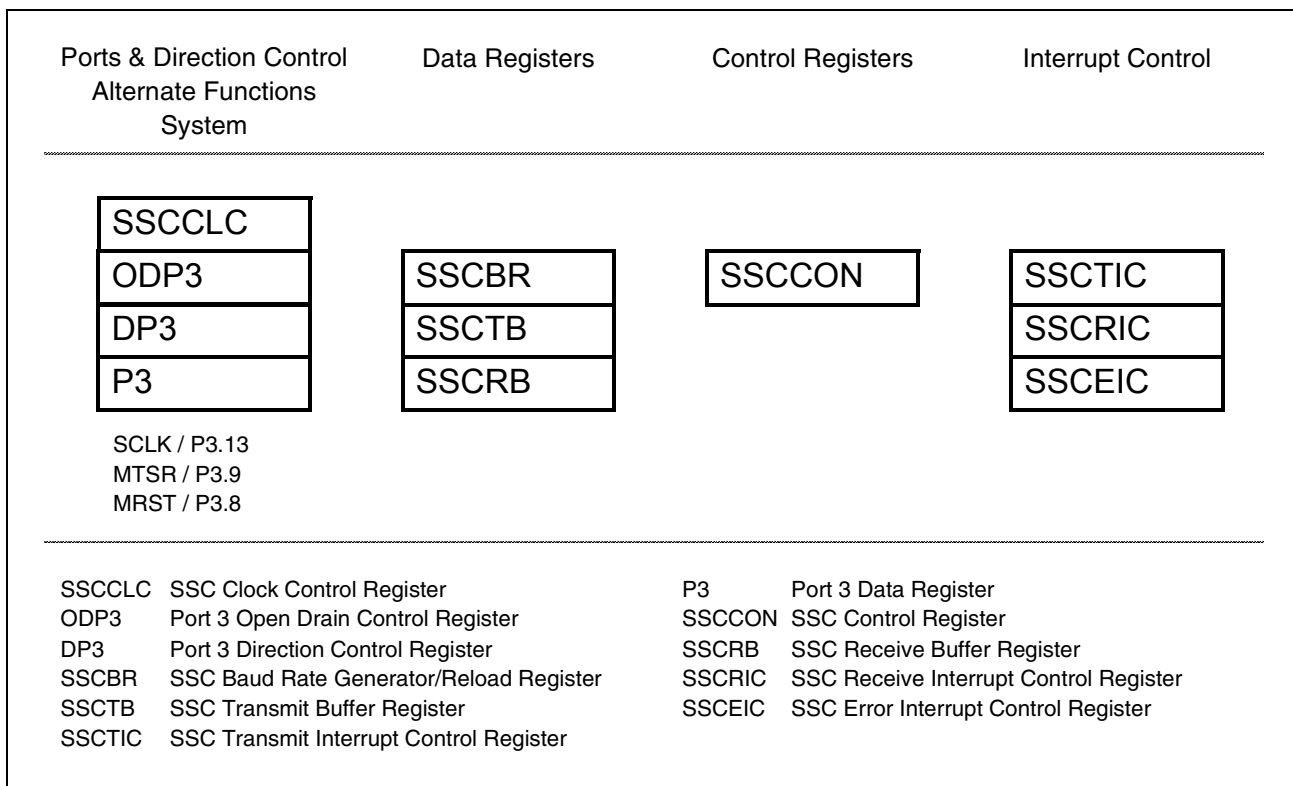 Ports & Direction Control
Alternate Functions
System
Data Registers
Control Registers
Interrupt Control
SSCCLC
ODP3
DP3
P3
SSCBR
SSCTB
SSCRB
SSCCON
SSCTIC
SSCRIC
SSCEIC
SCLK / P3.13
MTSR / P3.9
MRST / P3.8
SSCCLC SSC Clock Control Register
ODP3 Port 3 Open Drain Control Register
DP3 Port 3 Direction Control Register
SSCBR SSC Baud Rate Generator/Reload Register
SSCTB SSC Transmit Buffer Register
SSCTIC SSC Transmit Interrupt Control Register
P3 Port 3 Data Register
SSCCON SSC Control Register
SSCRB SSC Receive Buffer Register
SSCRIC SSC Receive Interrupt Control Register
SSCEIC SSC Error Interrupt Control Register